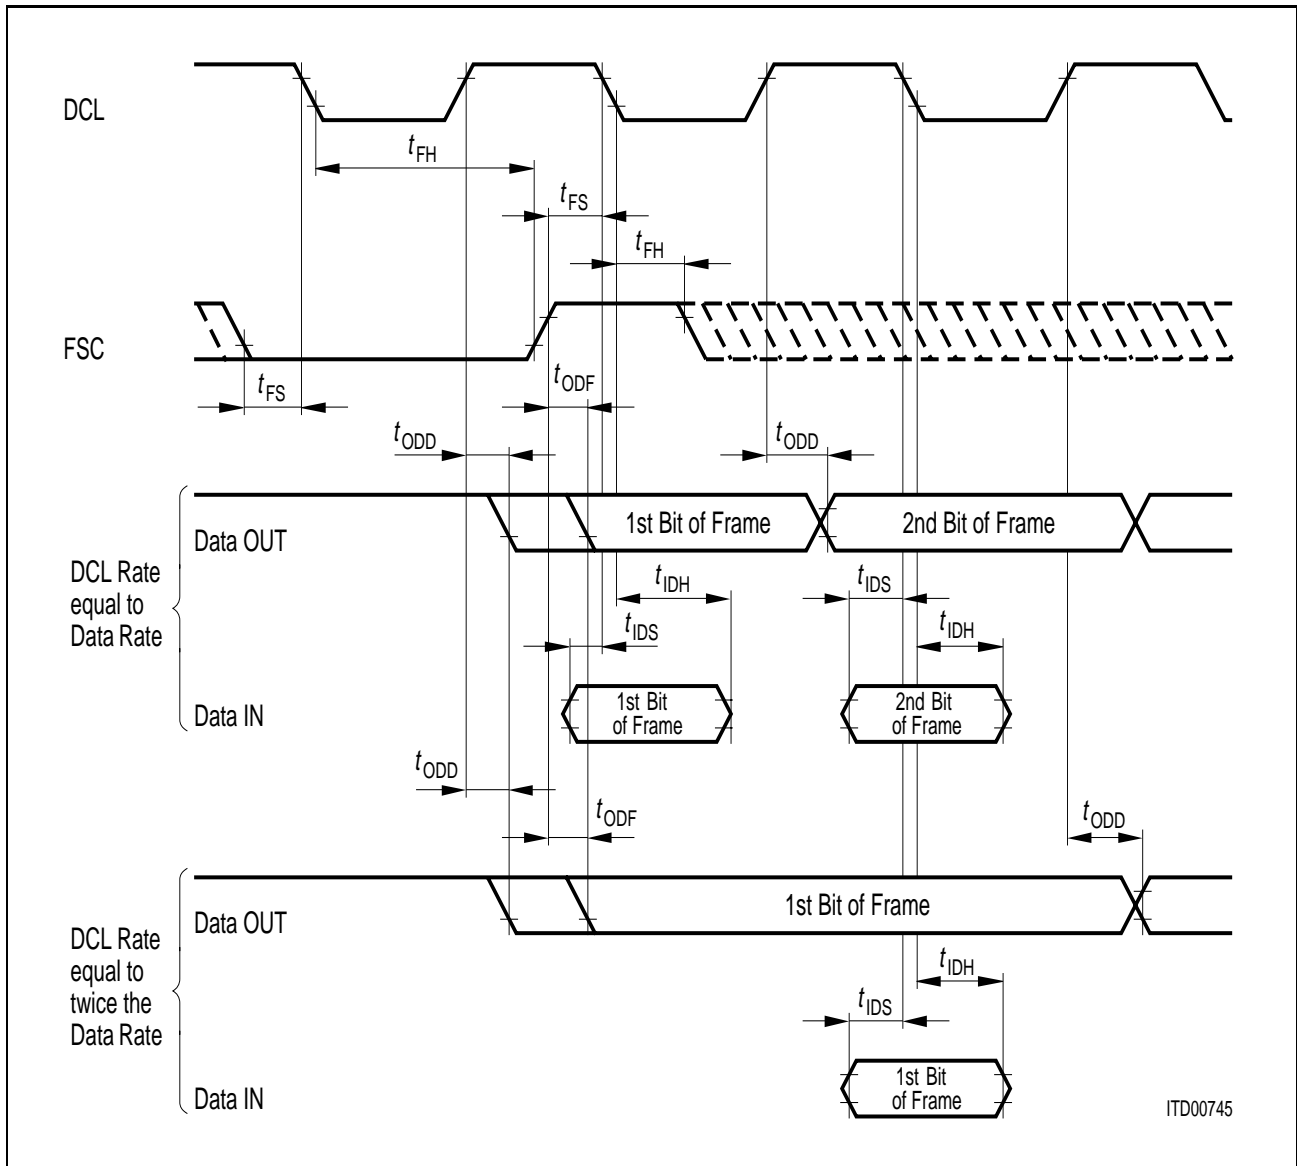 DCL
tFH
tFS
tFH
FSC
tFS
tODF
tODD
tODD
Data OUT
1st Bit of Frame
2nd Bit of Frame
DCL Rate
equal to
Data Rate
tIDH
tIDS
tIDS
tIDH
Data IN
1st Bit
of Frame
2nd Bit
of Frame
tODD
tODF
tODD
Data OUT
1st Bit of Frame
DCL Rate
equal to
twice the
Data Rate
tIDH
tIDS
Data IN
1st Bit
of Frame
ITD00745